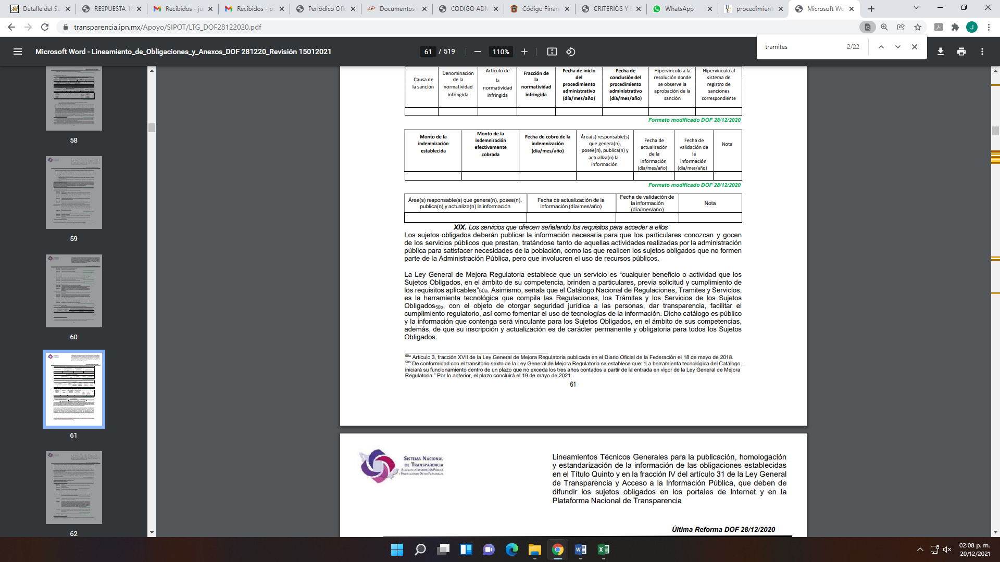 Detalle del Se
RESPUESTA 18
Recibidos - ju
Recibidos - po
Periódico Ofic
Documentos
CODIGO ADM
Código Finan
CRITERIOS Y E
WhatsApp
procedimient
Microsoft Wo
transparencia.ipn.mx/Apoyo/SIPOT/LTG_DOF28122020.pdf
J
Microsoft Word - Lineamiento_de_Obligaciones_y_Anexos_DOF 281220_Revisión 15012021
61 / 519
110%
tramites 2/22
58
59
60
61
62
Causa de la sanción
Denominación de la normatividad infringida
Artículo de la normatividad infringida
Fracción de la normatividad infringida
Fecha de inicio del procedimiento administrativo (día/mes/año)
Fecha de conclusión del procedimiento administrativo (día/mes/año)
Hipervínculo a la resolución donde se observe la aprobación de la sanción
Hipervínculo al sistema de registro de sanciones correspondiente
Formato modificado DOF 28/12/2020
Monto de la indemnización establecida
Monto de la indemnización efectivamente cobrada
Fecha de cobro de la indemnización (día/mes/año)
Área(s) responsable(s) que genera(n), posee(n), publica(n) y actualiza(n) la información
Fecha de actualización de la información (día/mes/año)
Fecha de validación de la información (día/mes/año)
Nota
Formato modificado DOF 28/12/2020
Área(s) responsable(s) que genera(n), posee(n), publica(n) y actualiza(n) la información
Fecha de actualización de la información (día/mes/año)
Fecha de validación de la información (día/mes/año)
Nota
XIX. Los servicios que ofrecen señalando los requisitos para acceder a ellos
Los sujetos obligados deberán publicar la información necesaria para que los particulares conozcan y gocen
de los servicios públicos que prestan, tratándose tanto de aquellas actividades realizadas por la administración
pública para satisfacer necesidades de la población, como las que realicen los sujetos obligados que no formen
parte de la Administración Pública, pero que involucren el uso de recursos públicos.
La Ley General de Mejora Regulatoria establece que un servicio es “cualquier beneficio o actividad que los
Sujetos Obligados, en el ámbito de su competencia, brinden a particulares, previa solicitud y cumplimiento de
los requisitos aplicables”50a. Asimismo, señala que el Catálogo Nacional de Regulaciones, Tramites y Servicios,
es la herramienta tecnológica que compila las Regulaciones, los Trámites y los Servicios de los Sujetos
Obligados50b, con el objeto de otorgar seguridad jurídica a las personas, dar transparencia, facilitar el
cumplimiento regulatorio, así como fomentar el uso de tecnologías de la información. Dicho catálogo es público
y la información que contenga será vinculante para los Sujetos Obligados, en el ámbito de sus competencias,
además, de que su inscripción y actualización es de carácter permanente y obligatoria para todos los Sujetos
Obligados.
50a Artículo 3, fracción XVII de la Ley General de Mejora Regulatoria publicada en el Diario Oficial de la Federación el 18 de mayo de 2018.
50b De conformidad con el transitorio sexto de la Ley General de Mejora Regulatoria se establece que: “La herramienta tecnológica del Catálogo ,
iniciará su funcionamiento dentro de un plazo que no exceda los tres años contados a partir de la entrada en vigor de la Ley General de Mejora
Regulatoria.” Por lo anterior, el plazo concluirá el 19 de mayo de 2021.
61
SISTEMA NACIONAL
DE TRANSPARENCIA
ACCESO A LA INFORMACIÓN PÚBLICA
Y PROTECCIÓN DE DATOS PERSONALES
Lineamientos Técnicos Generales para la publicación, homologación
y estandarización de la información de las obligaciones establecidas
en el Título Quinto y en la fracción IV del artículo 31 de la Ley General
de Transparencia y Acceso a la Información Pública, que deben de
difundir los sujetos obligados en los portales de Internet y en la
Plataforma Nacional de Transparencia
Última Reforma DOF 28/12/2020
02:08 p. m.
20/12/2021